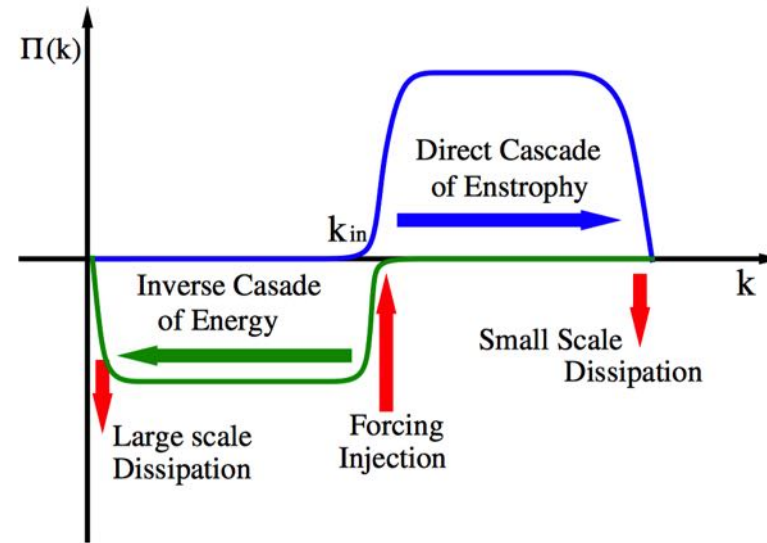 Π(k)
Direct Cascade
of Enstrophy
kin
k
Inverse Casade
of Energy
Small Scale
Dissipation
Large scale
Dissipation
Forcing
Injection